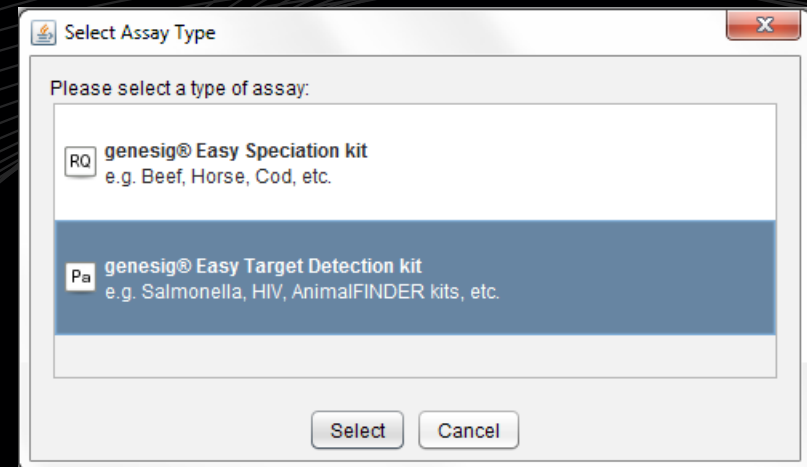 Select Assay Type
Please select a type of assay:
RQ
genesig® Easy Speciation kit
e.g. Beef, Horse, Cod, etc.
Pa
genesig® Easy Target Detection kit
e.g. Salmonella, HIV, AnimalFINDER kits, etc.
Select Cancel